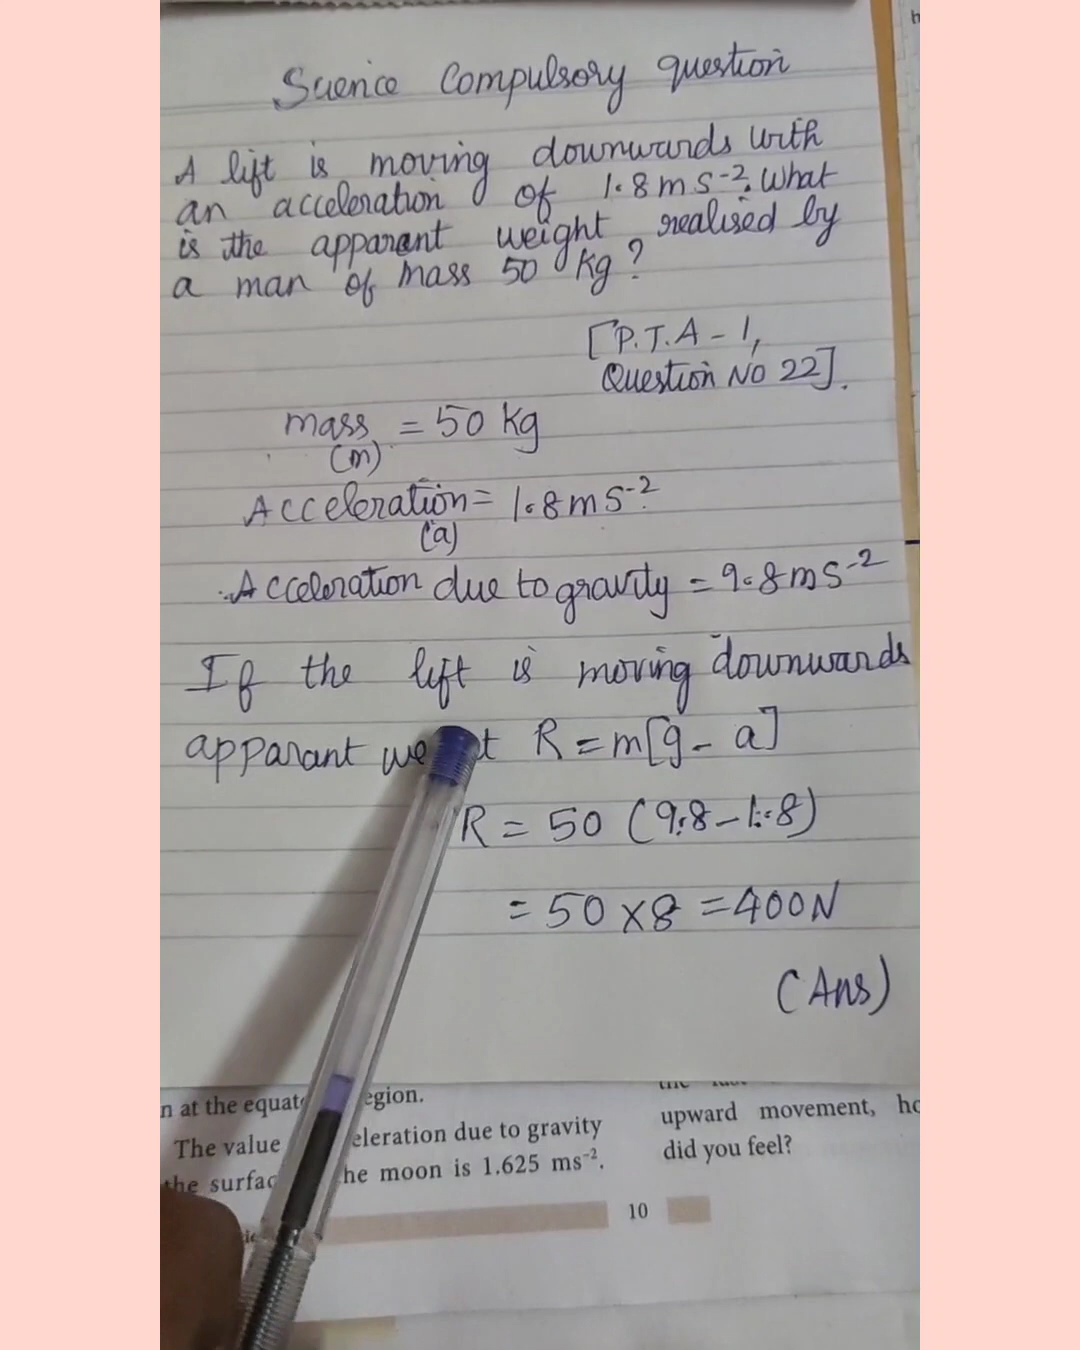 Science Compulsory question
A lift is moving downwards with
an acceleration of 1.8 m s-2. What
is the apparant weight realised by
a man of mass 50 kg?
[P.T.A - 1,
Question No 22].
mass = 50 kg
(m)
Acceleration = 1.8 m s-2
(a)
Acceleration due to gravity = 9.8 m s-2
If the lift is moving downwards
apparant R = m[g - a]
R = 50 (9.8 - 1.8)
= 50 x 8 = 400N
(Ans)
n at the equat egion.
The value eleration due to gravity
the surfac he moon is 1.625 ms-2.
upward movement, ho
did you feel?
10